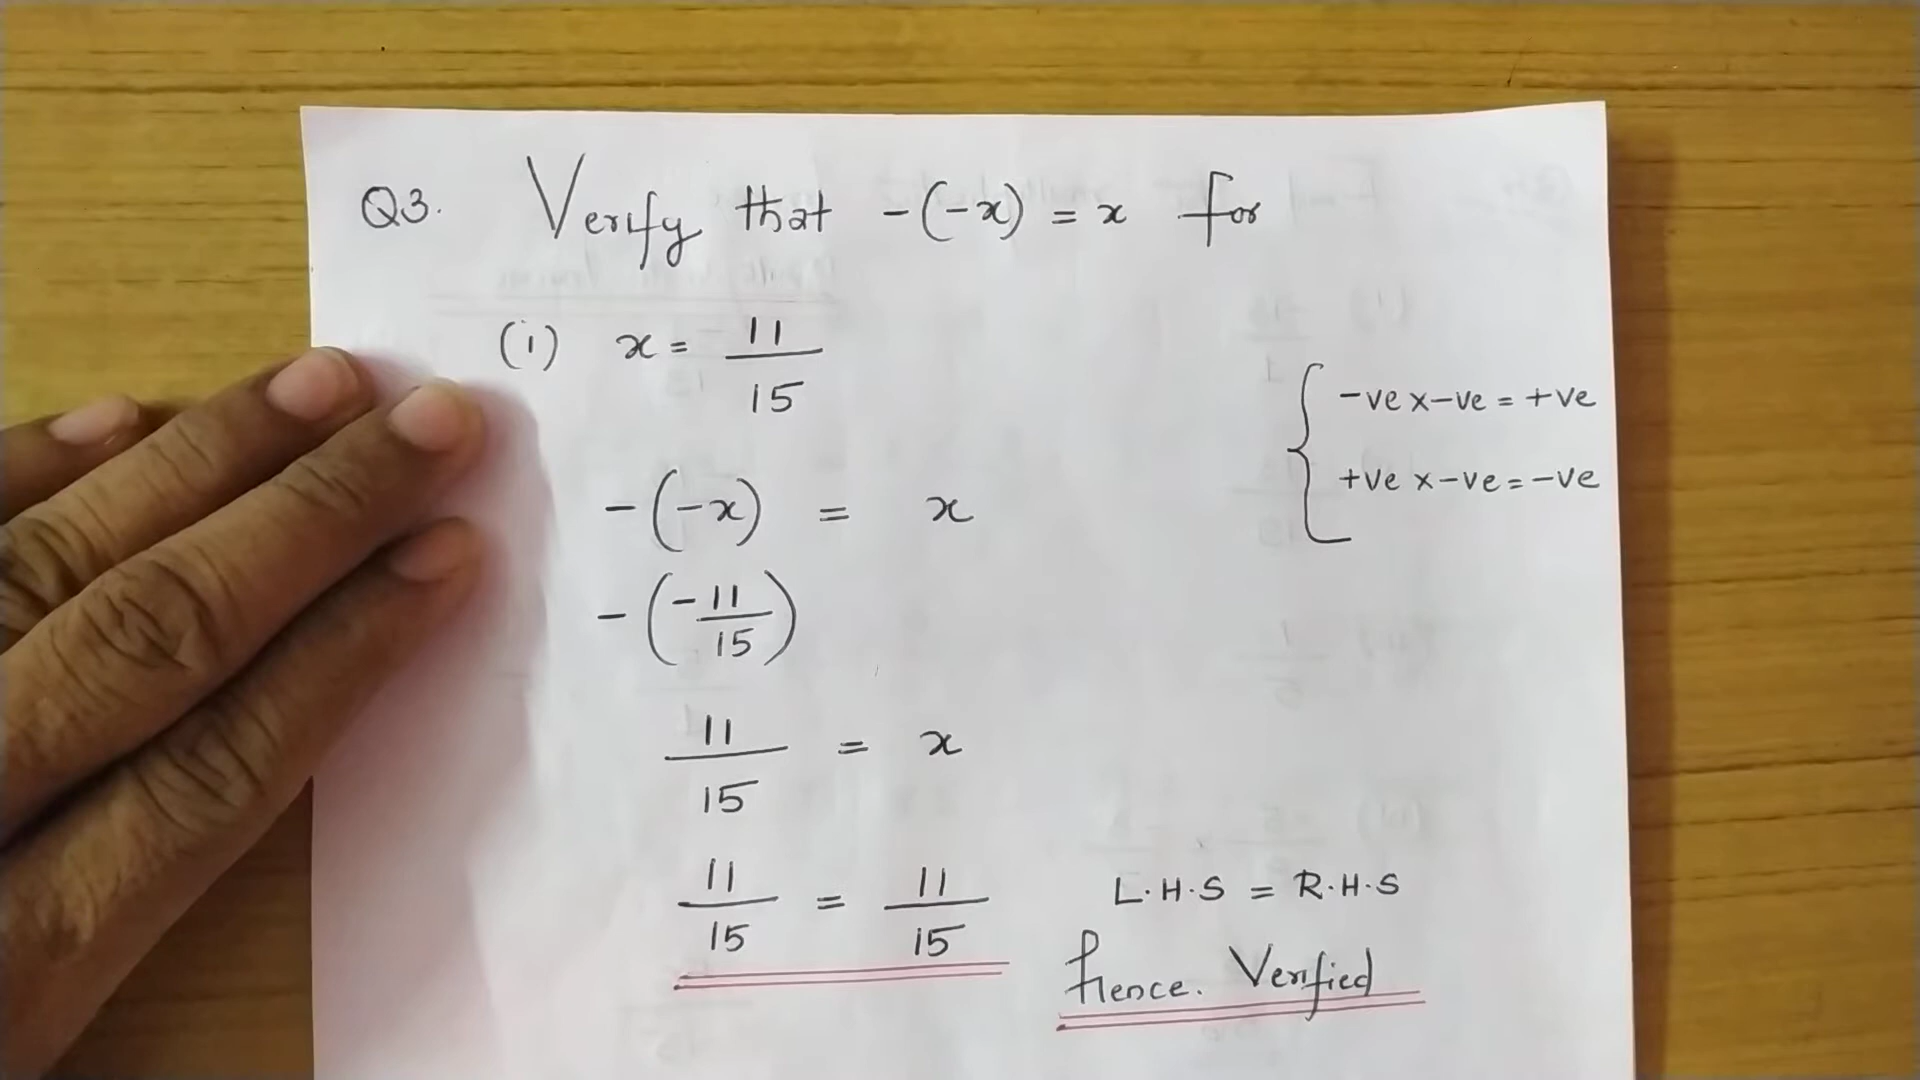 Q3. Verify that -(-x) = x for
(i) x = 11/15
-ve x -ve = +ve
+ve x -ve = -ve
-(-x) = x
-(-11/15)
11/15 = x
11/15 = 11/15
L.H.S = R.H.S
hence. Verified